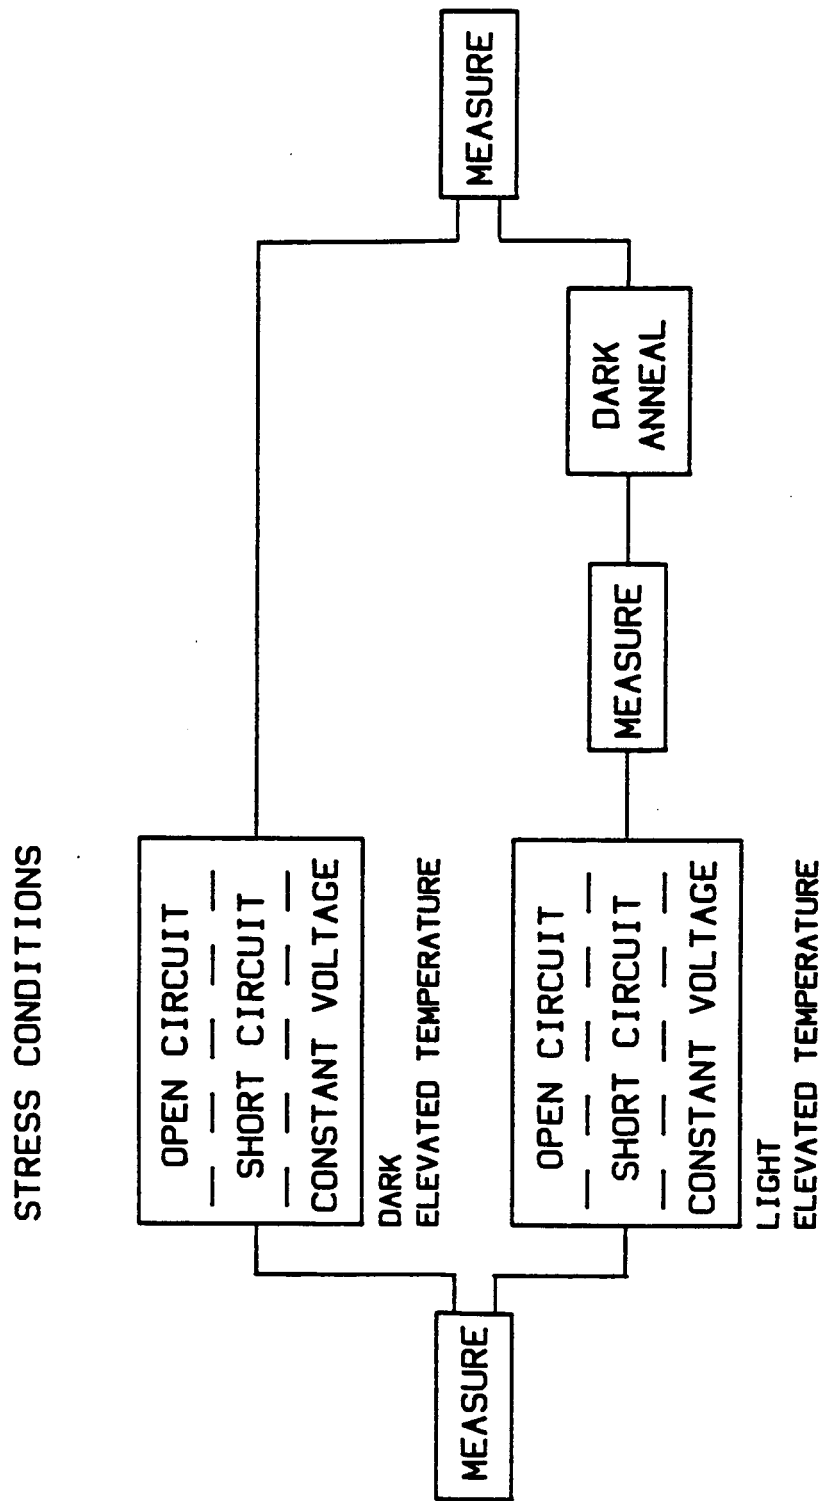 STRESS CONDITIONS
MEASURE
OPEN CIRCUIT
SHORT CIRCUIT
CONSTANT VOLTAGE
DARK
ELEVATED TEMPERATURE
OPEN CIRCUIT
SHORT CIRCUIT
CONSTANT VOLTAGE
LIGHT
ELEVATED TEMPERATURE
MEASURE
DARK
ANNEAL
MEASURE